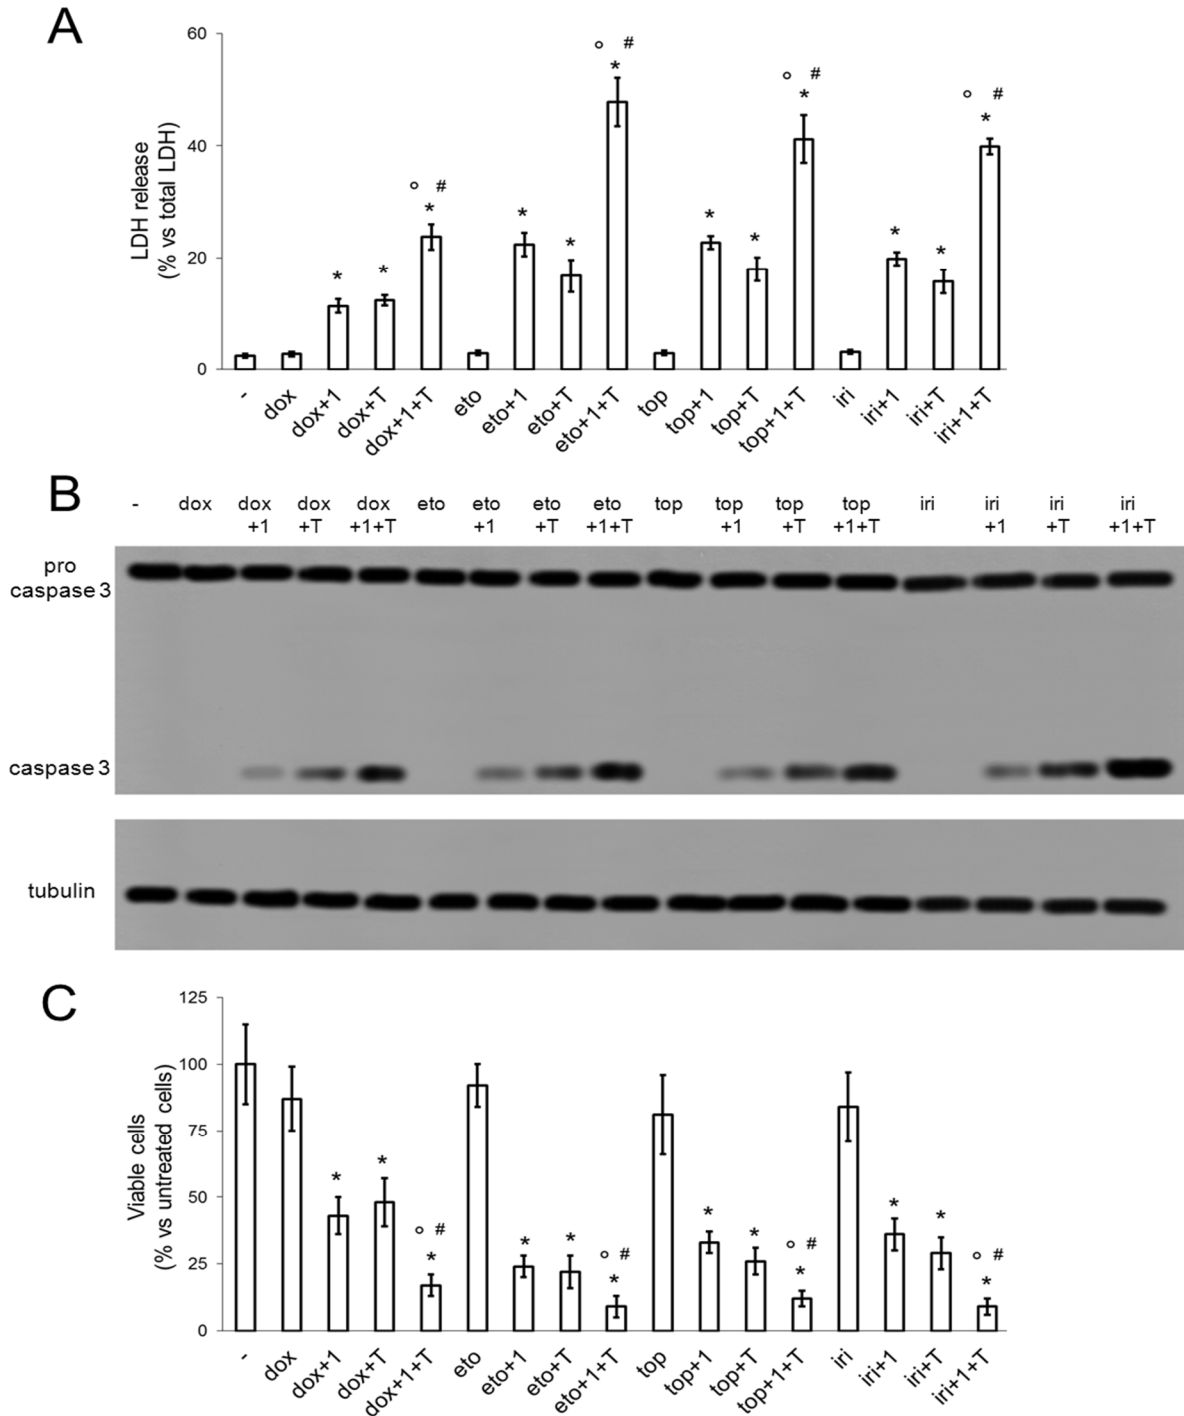 A
LDH release
(% vs total LDH)
60
40
20
0
° #
*
° #
*
° #
*
° #
*
* *
* *
* *
* *
- dox dox+1 dox+T dox+1+T eto eto+1 eto+T eto+1+T top top+1 top+T top+1+T iri iri+1 iri+T iri+1+T
B
- dox dox dox dox eto eto eto eto top top top top iri iri iri iri
+1 +T +1+T +1 +T +1+T +1 +T +1+T +1 +T +1+T
pro
caspase 3
caspase 3
tubulin
C
Viable cells
(% vs untreated cells)
125
100
75
50
25
0
* *
° #
*
* *
° #
*
* *
° #
*
* *
° #
*
- dox dox+1 dox+T dox+1+T eto eto+1 eto+T eto+1+T top top+1 top+T top+1+T iri iri+1 iri+T iri+1+T